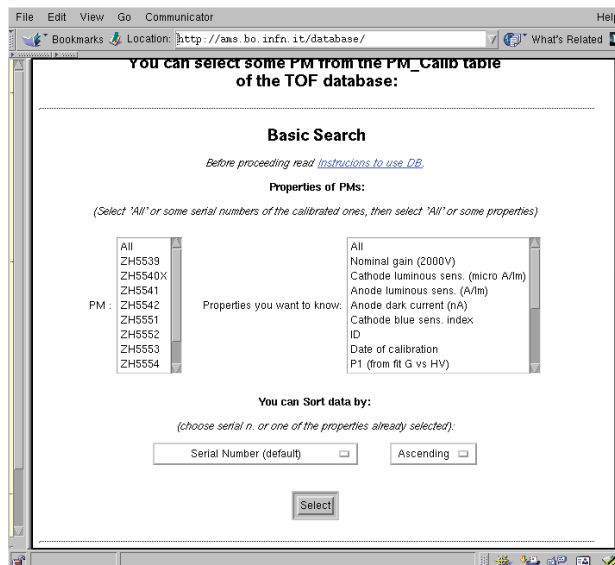 File Edit View Go Communicator Help
Bookmarks Location: http://ams.bo.infn.it/database/ What's Related
You can select some PM from the PM_Calib table
of the TOF database:
Basic Search
Before proceeding read Instrucions to use DB.
Properties of PMs:
(Select 'All' or some serial numbers of the calibrated ones, then select 'All' or some properties)
PM :
All
ZH5539
ZH5540X
ZH5541
ZH5542
ZH5551
ZH5552
ZH5553
ZH5554
Properties you want to know:
All
Nominal gain (2000V)
Cathode luminous sens. (micro A/lm)
Anode luminous sens. (A/lm)
Anode dark current (nA)
Cathode blue sens. index
ID
Date of calibration
P1 (from fit G vs HV)
You can Sort data by:
(choose serial n. or one of the properties already selected):
Serial Number (default) Ascending
Select